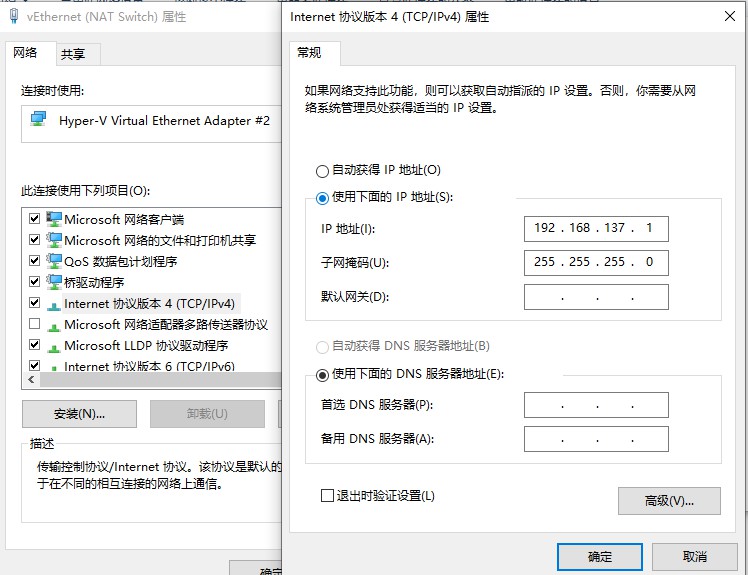 vEthernet (NAT Switch) 属性
网络
共享
连接时使用:
Hyper-V Virtual Ethernet Adapter #2
此连接使用下列项目(O):
Microsoft 网络客户端
Microsoft 网络的文件和打印机共享
QoS 数据包计划程序
桥驱动程序
Internet 协议版本 4 (TCP/IPv4)
Microsoft 网络适配器多路传送器协议
Microsoft LLDP 协议驱动程序
Internet 协议版本 6 (TCP/IPv6)
安装(N)...
卸载(U)
描述
传输控制协议/Internet 协议。该协议是默认的
于在不同的相互连接的网络上通信。
确定
Internet 协议版本 4 (TCP/IPv4) 属性
常规
如果网络支持此功能，则可以获取自动指派的 IP 设置。否则，你需要从网
络系统管理员处获得适当的 IP 设置。
自动获得 IP 地址(O)
使用下面的 IP 地址(S):
IP 地址(I):
192 . 168 . 137 . 1
子网掩码(U):
255 . 255 . 255 . 0
默认网关(D):
. . .
自动获得 DNS 服务器地址(B)
使用下面的 DNS 服务器地址(E):
首选 DNS 服务器(P):
. . .
备用 DNS 服务器(A):
. . .
退出时验证设置(L)
高级(V)...
确定
取消